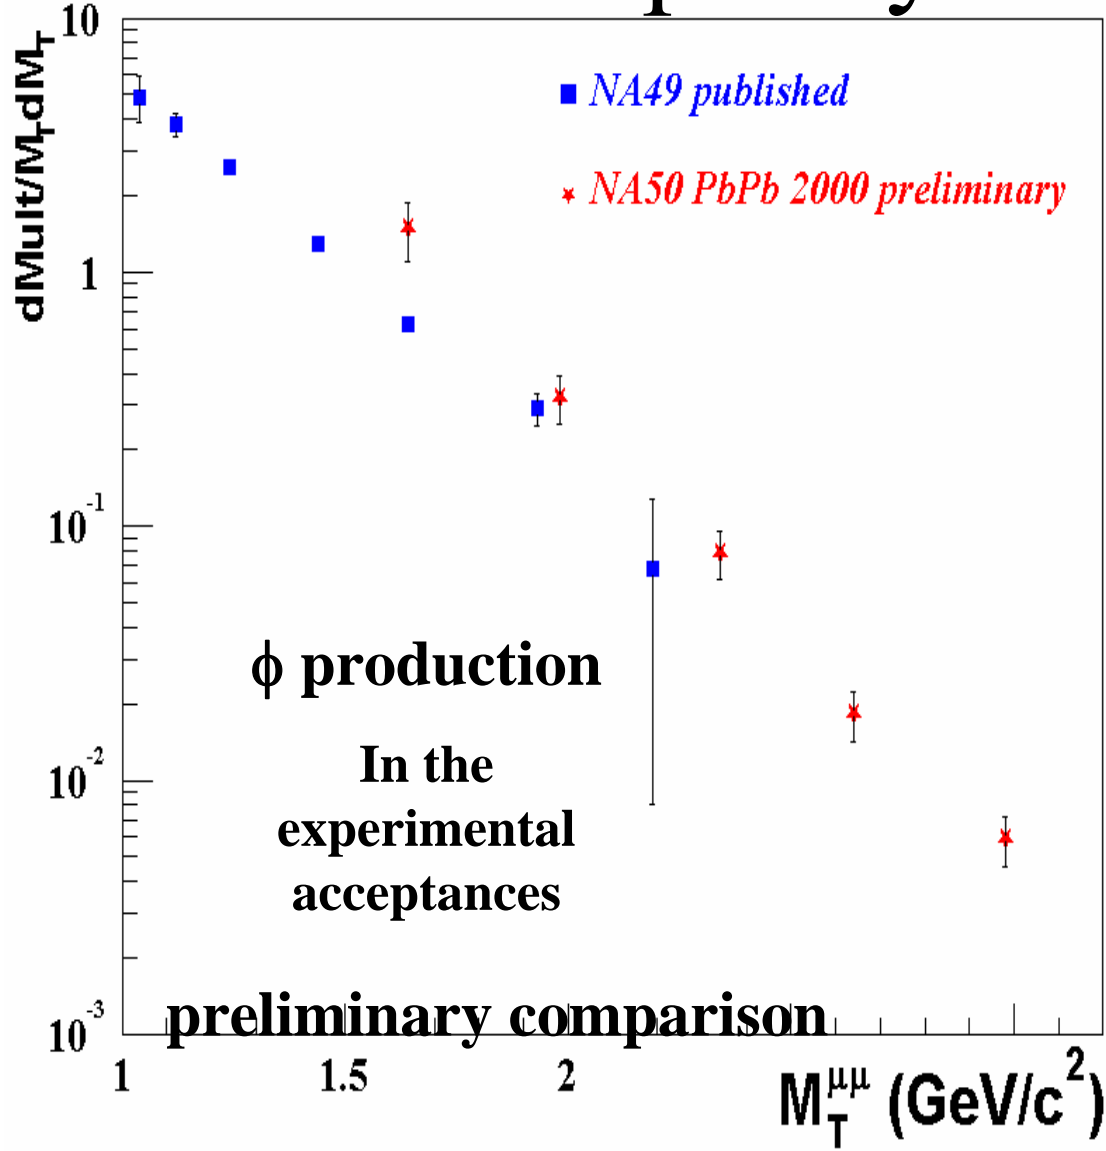 10
dMult/M_TdM_T
NA49 published
NA50 PbPb 2000 preliminary
1
10^-1
ϕ production
In the
experimental
acceptances
10^-2
preliminary comparison
10^-3
1 1.5 2
M_T^μμ (GeV/c^2)